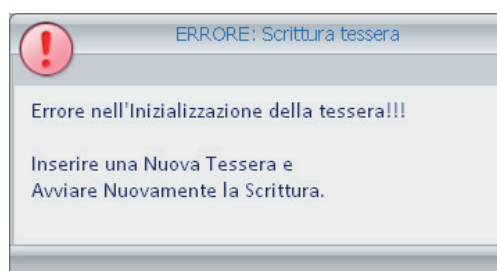 ERRORE: Scrittura tessera
Errore nell'Inizializzazione della tessera!!!
Inserire una Nuova Tessera e
Avviare Nuovamente la Scrittura.